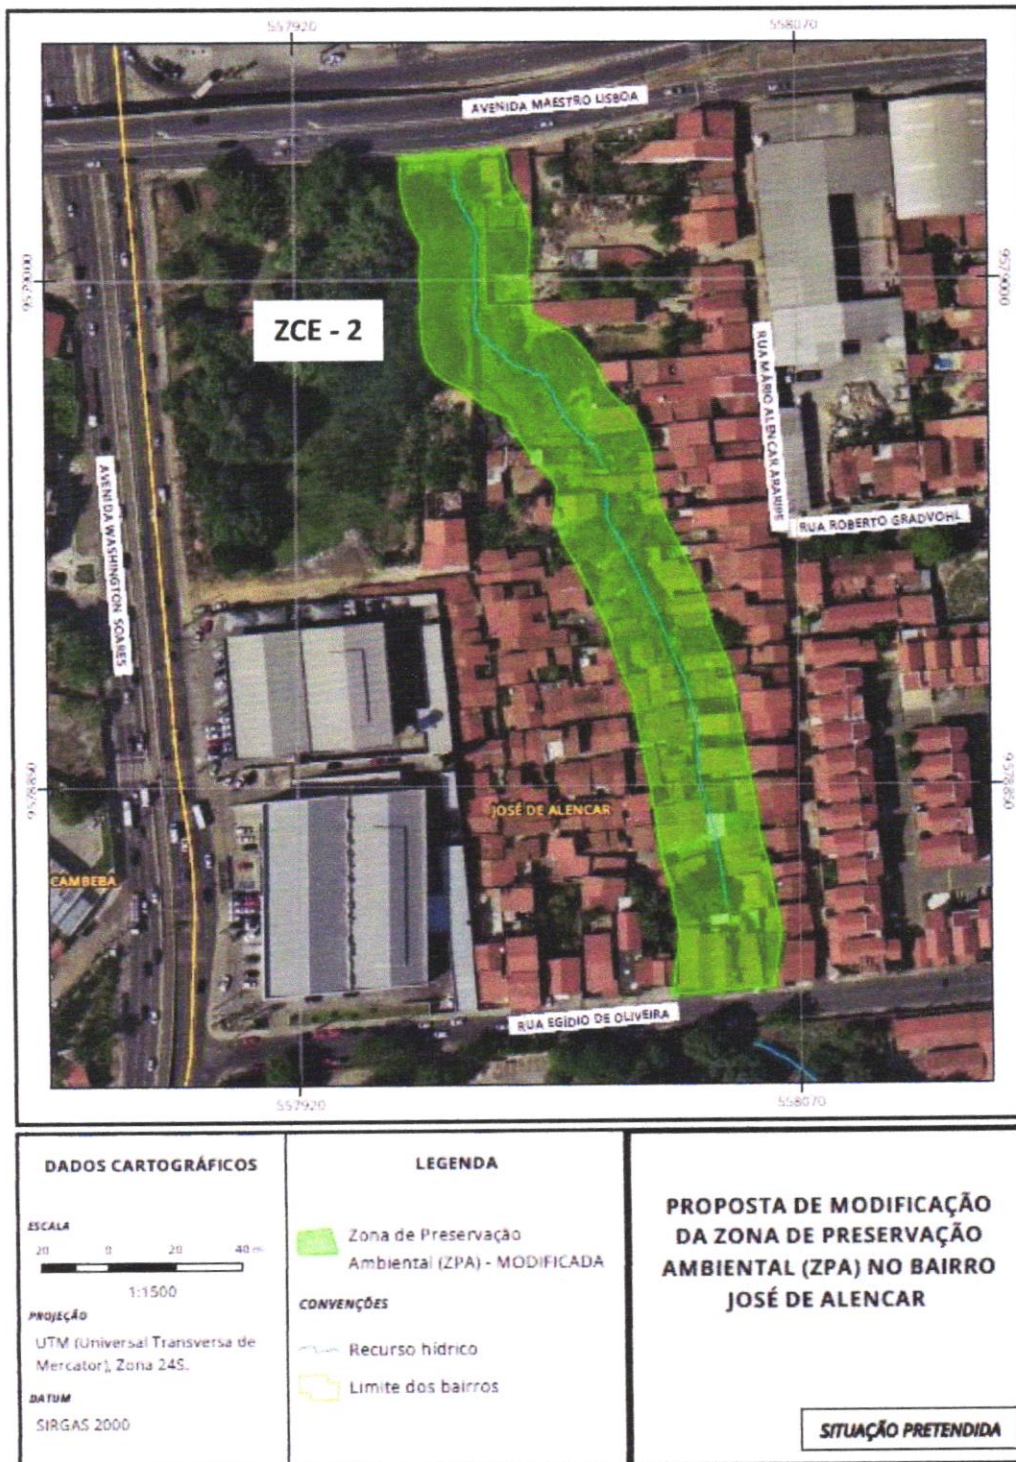 557920
558070
AVENIDA MAESTRO LISBOA
9579000
9579000
ZCE - 2
RUA MÁRIO ALENCAR ARARIPE
AVENIDA WASHINGTON SOARES
RUA ROBERTO GRADVOHL
9578850
9578850
JOSÉ DE ALENCAR
CAMBEBA
RUA EGÍDIO DE OLIVEIRA
557920
558070
DADOS CARTOGRÁFICOS
ESCALA
20 0 20 40 m
1:1500
PROJEÇÃO
UTM (Universal Transversa de
Mercator), Zona 24S.
DATUM
SIRGAS 2000
LEGENDA
Zona de Preservação
Ambiental (ZPA) - MODIFICADA
CONVENÇÕES
Recurso hídrico
Limite dos bairros
PROPOSTA DE MODIFICAÇÃO
DA ZONA DE PRESERVAÇÃO
AMBIENTAL (ZPA) NO BAIRRO
JOSÉ DE ALENCAR
SITUAÇÃO PRETENDIDA